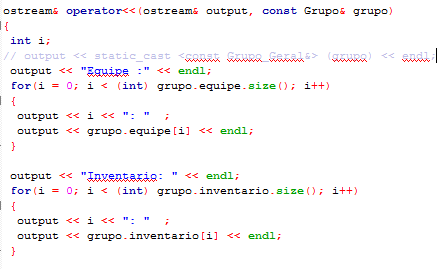 ostream& operator<<(ostream& output, const Grupo& grupo)
{
int i;
// output << static_cast <const Grupo_Geral&> (grupo) << endl;
output << "Equipe :" << endl;
for(i = 0; i < (int) grupo.equipe.size(); i++)
{
output << i << ": "  ;
output << grupo.equipe[i] << endl;
}
output << "Inventario: " << endl;
for(i = 0; i < (int) grupo.inventario.size(); i++)
{
output << i << ": "  ;
output << grupo.inventario[i] << endl;
}